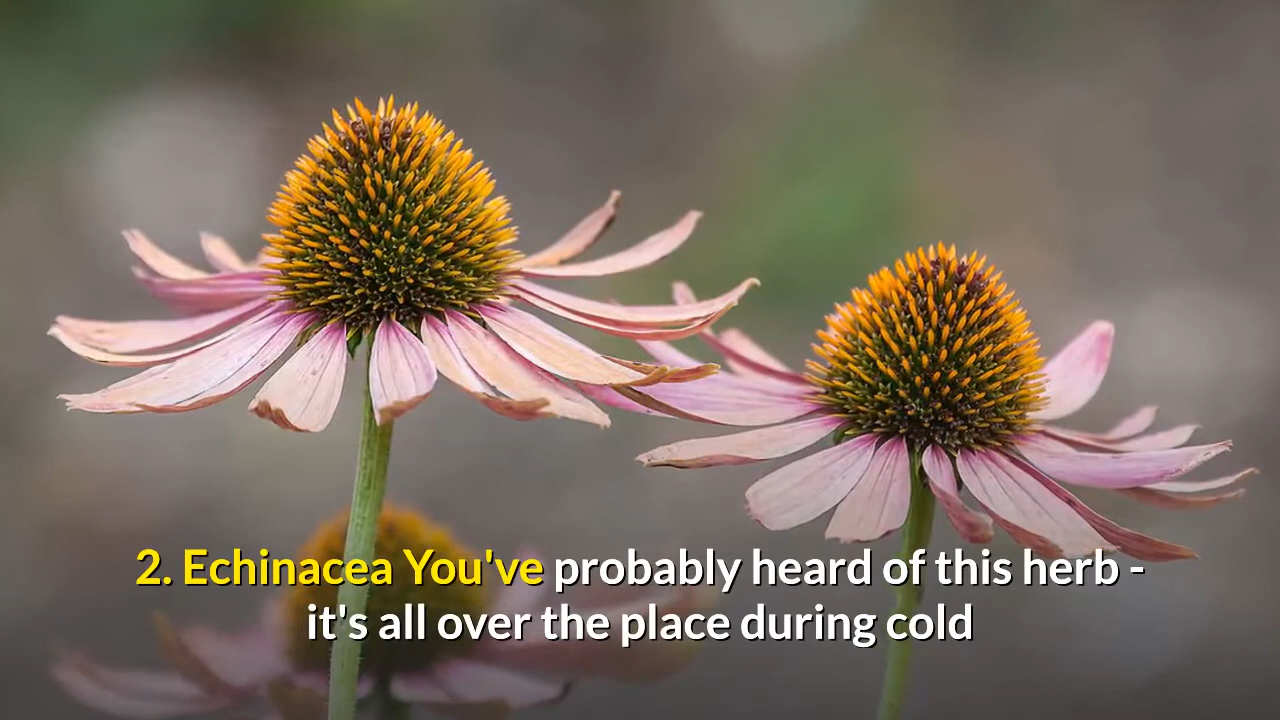 2. Echinacea You've probably heard of this herb -
it's all over the place during cold